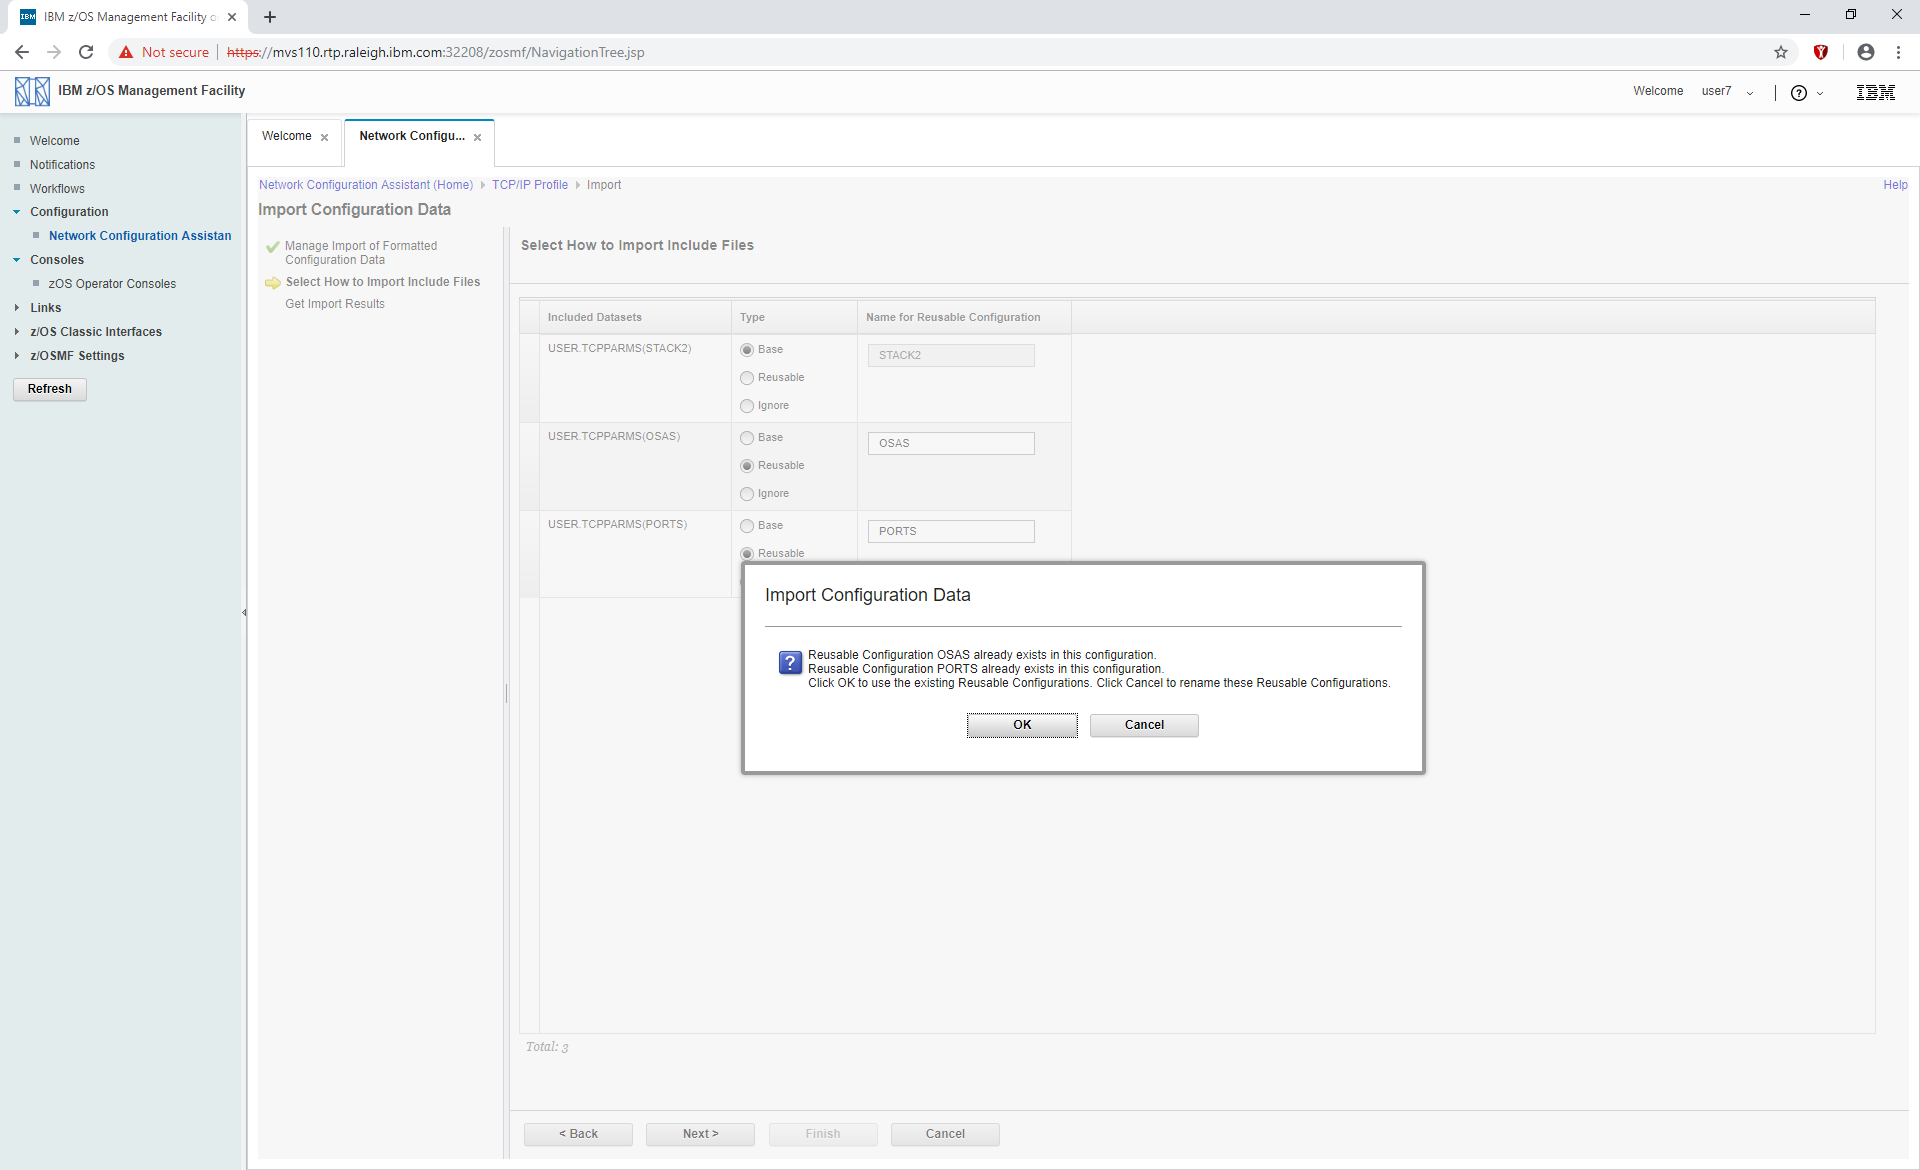 IBM
IBM z/OS Management Facility o
Not secure
https://mvs110.rtp.raleigh.ibm.com:32208/zosmf/NavigationTree.jsp
IBM z/OS Management Facility
Welcome user7
?
IBM
Welcome
Notifications
Workflows
Configuration
Network Configuration Assistan
Consoles
zOS Operator Consoles
Links
z/OS Classic Interfaces
z/OSMF Settings
Refresh
Welcome
Network Configu...
Network Configuration Assistant (Home)
TCP/IP Profile
Import
Help
Import Configuration Data
Manage Import of Formatted
Configuration Data
Select How to Import Include Files
Get Import Results
Select How to Import Include Files
Included Datasets
Type
Name for Reusable Configuration
USER.TCPPARMS(STACK2)
Base
STACK2
Reusable
Ignore
USER.TCPPARMS(OSAS)
Base
OSAS
Reusable
Ignore
USER.TCPPARMS(PORTS)
Base
PORTS
Reusable
Import Configuration Data
?
Reusable Configuration OSAS already exists in this configuration.
Reusable Configuration PORTS already exists in this configuration.
Click OK to use the existing Reusable Configurations. Click Cancel to rename these Reusable Configurations.
OK
Cancel
Total: 3
< Back
Next >
Finish
Cancel